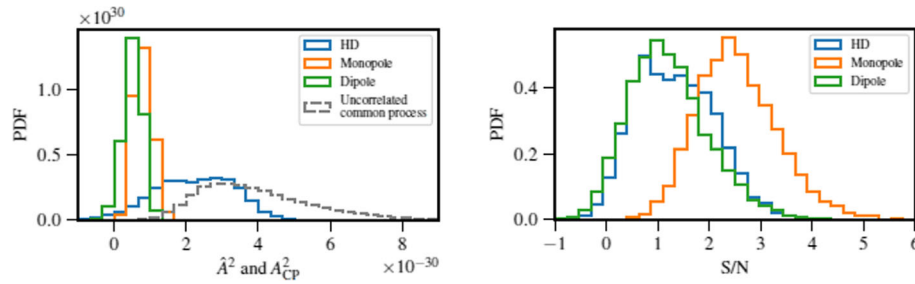 ×10³⁰
HD
Monopole
Dipole
Uncorrelated
common process
PDF
1.0
0.5
0.0
0 2 4 6 8
×10⁻³⁰
Â² and A²_CP
HD
Monopole
Dipole
PDF
0.4
0.2
0.0
−1 0 1 2 3 4 5 6
S/N